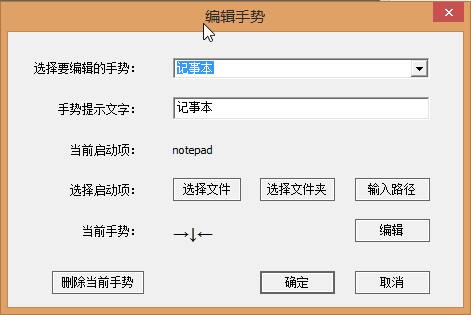 编辑手势
选择要编辑的手势： 记事本
手势提示文字： 记事本
当前启动项： notepad
选择启动项： 选择文件 选择文件夹 输入路径
当前手势： →↓← 编辑
删除当前手势 确定 取消